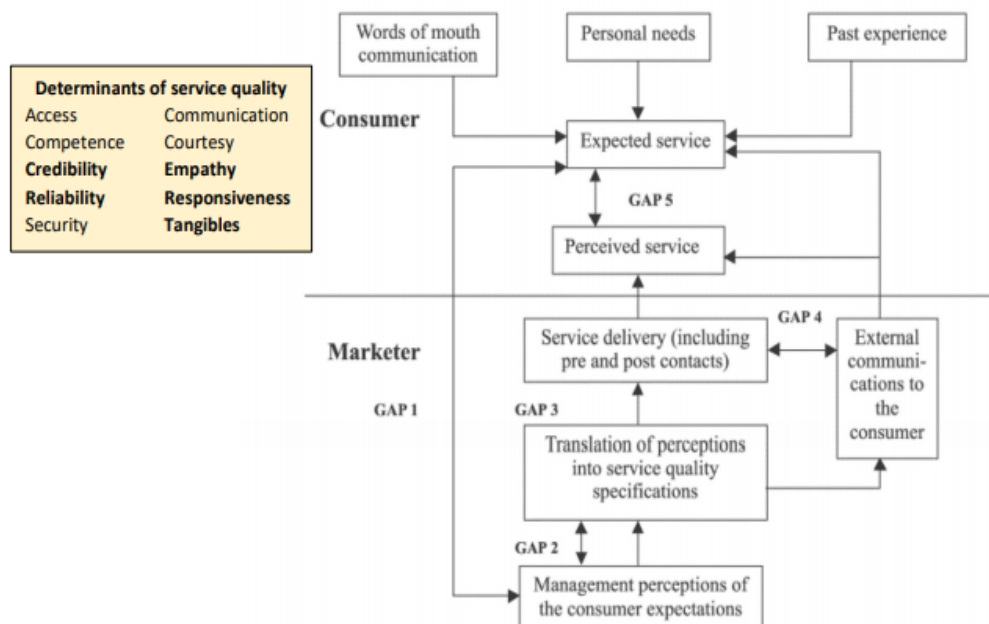 Words of mouth
communication
Personal needs
Past experience
Determinants of service quality
Access Communication
Competence Courtesy
Credibility Empathy
Reliability Responsiveness
Security Tangibles
Consumer
Expected service
GAP 5
Perceived service
GAP 4
Marketer
Service delivery (including
pre and post contacts)
External
communi-
cations to
the
consumer
GAP 1
GAP 3
Translation of perceptions
into service quality
specifications
GAP 2
Management perceptions of
the consumer expectations